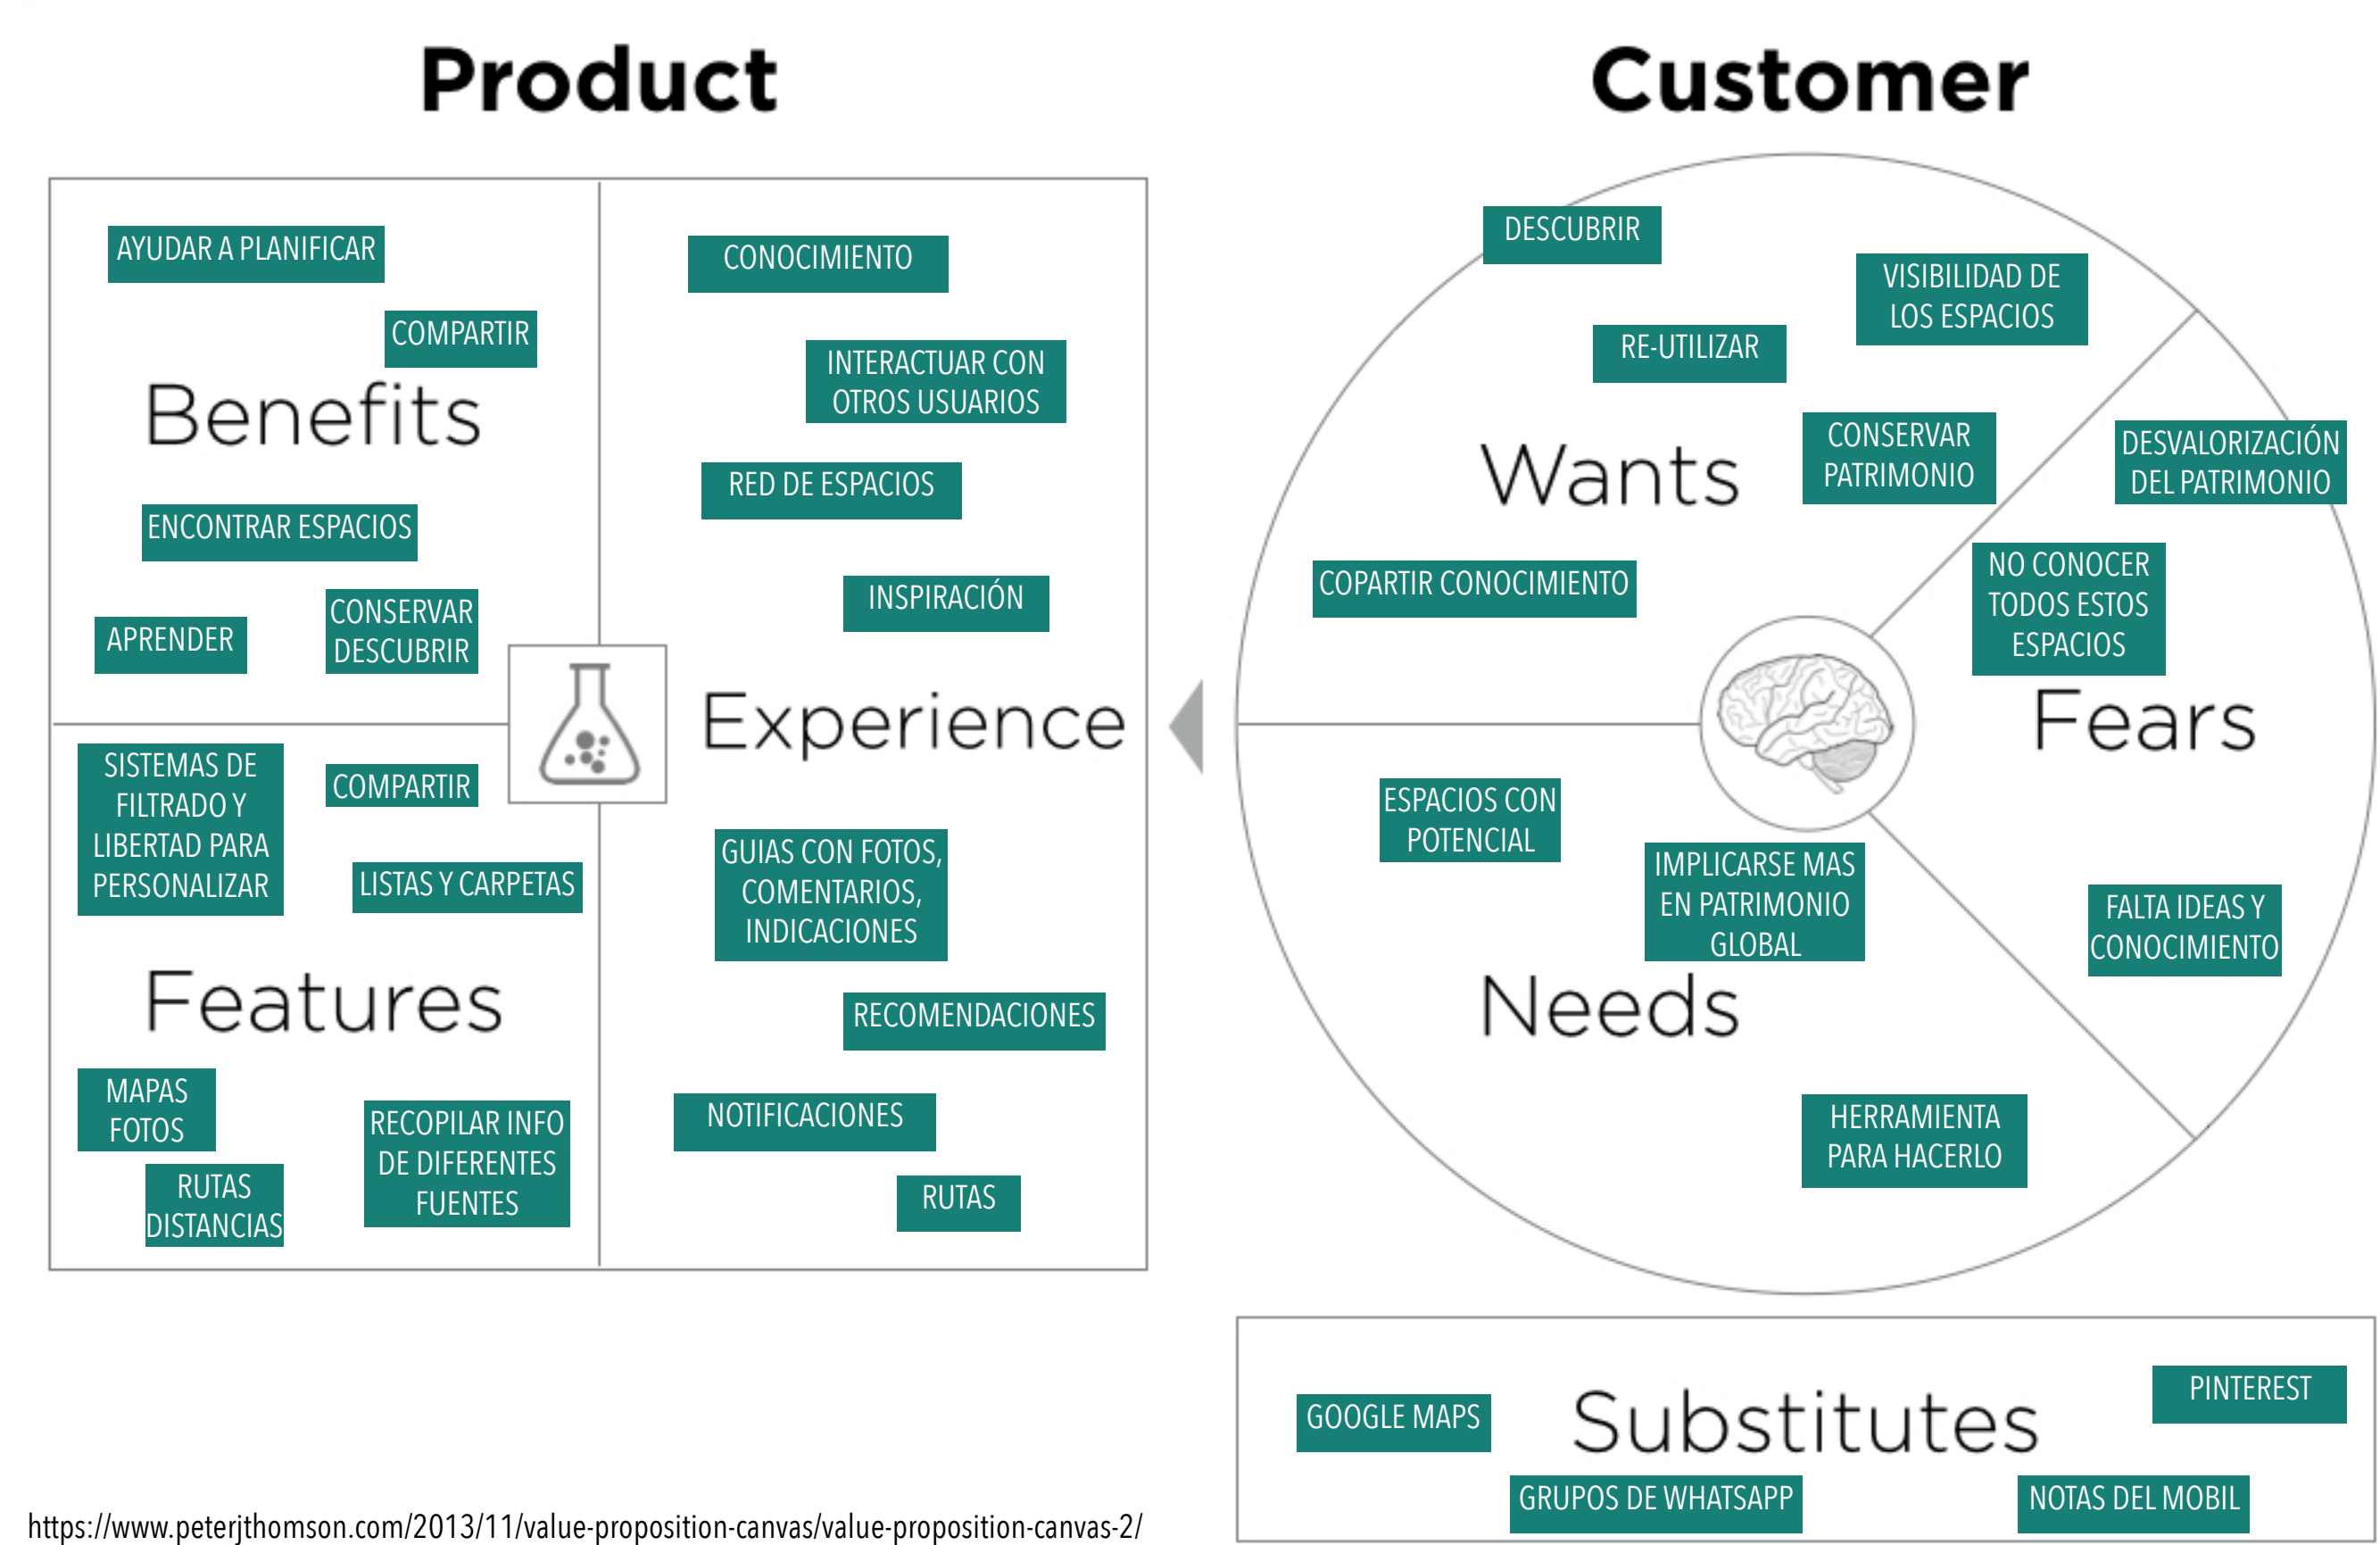 Product
AYUDAR A PLANIFICAR
COMPARTIR
Benefits
ENCONTRAR ESPACIOS
APRENDER
CONSERVAR
DESCUBRIR
CONOCIMIENTO
INTERACTUAR CON
OTROS USUARIOS
RED DE ESPACIOS
INSPIRACIÓN
Experience
GUIAS CON FOTOS,
COMENTARIOS,
INDICACIONES
RECOMENDACIONES
NOTIFICACIONES
RUTAS
SISTEMAS DE
FILTRADO Y
LIBERTAD PARA
PERSONALIZAR
COMPARTIR
LISTAS Y CARPETAS
Features
MAPAS
FOTOS
RUTAS
DISTANCIAS
RECOPILAR INFO
DE DIFERENTES
FUENTES
Customer
DESCUBRIR
VISIBILIDAD DE
LOS ESPACIOS
RE-UTILIZAR
CONSERVAR
PATRIMONIO
Wants
COPARTIR CONOCIMIENTO
DESVALORIZACIÓN
DEL PATRIMONIO
NO CONOCER
TODOS ESTOS
ESPACIOS
Fears
FALTA IDEAS Y
CONOCIMIENTO
ESPACIOS CON
POTENCIAL
IMPLICARSE MAS
EN PATRIMONIO
GLOBAL
Needs
HERRAMIENTA
PARA HACERLO
GOOGLE MAPS
Substitutes
PINTEREST
GRUPOS DE WHATSAPP
NOTAS DEL MOBIL
https://www.peterjthomson.com/2013/11/value-proposition-canvas/value-proposition-canvas-2/